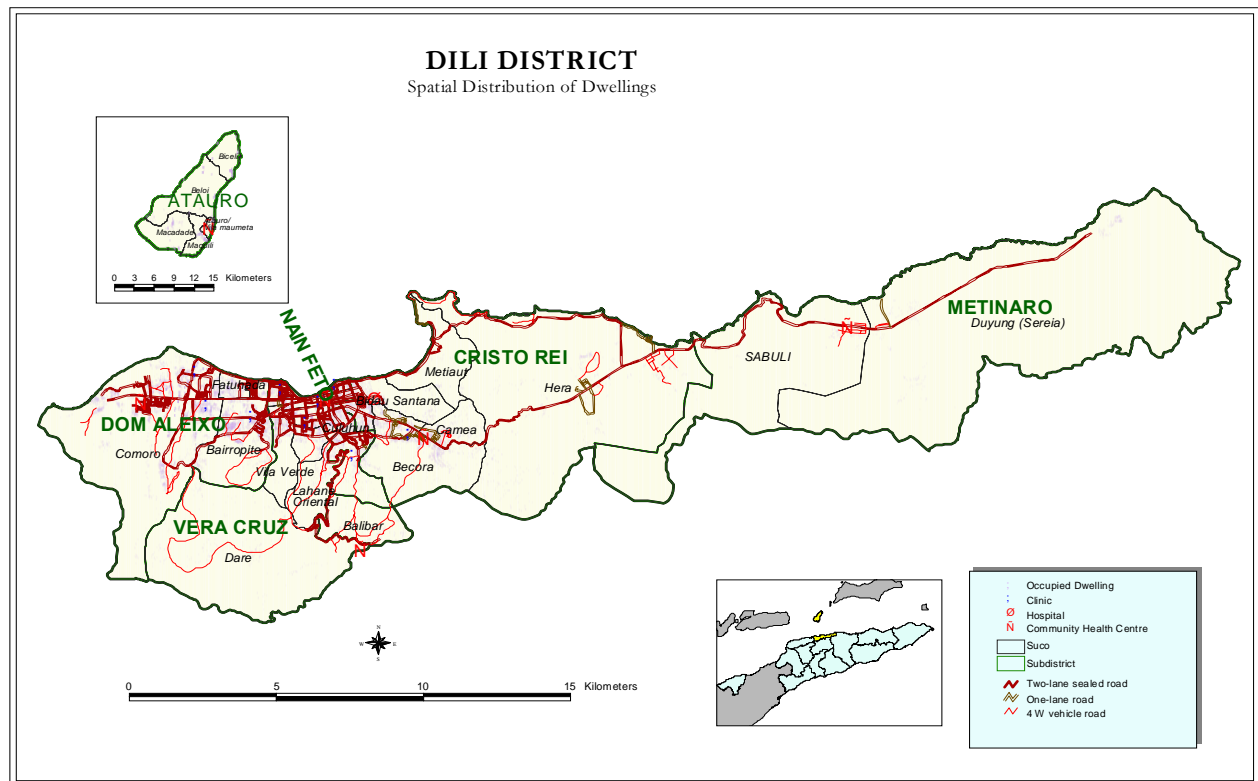 DILI DISTRICT
Spatial Distribution of Dwellings
Bicelli
Beloi
ATAURO
Macadade
maumeta
Maquili
0 3 6 9 12 15 Kilometers
NAIN FETO
METINARO
Duyung (Sereia)
CRISTO REI
SABULI
Metiaut
Hera
Fatuhada
Bidau Santana
DOM ALEIXO
Camea
Comoro
Bairropite
Becora
Vila Verde
Lahane
Oriental
VERA CRUZ
Balibar
Ñ
Dare
N
W E
S
0 5 10 15 Kilometers
Occupied Dwelling
Clinic
Ø Hospital
Ñ Community Health Centre
Suco
Subdistrict
Two-lane sealed road
One-lane road
4 W vehicle road